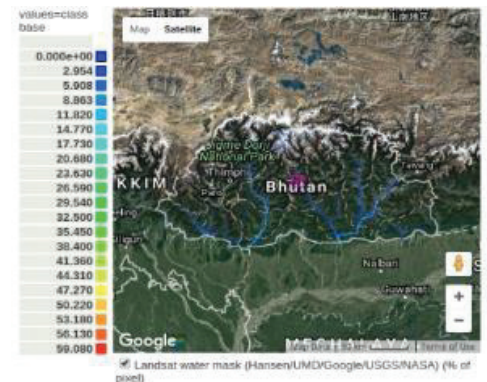 values=class
base
0.000e+00
2.954
5.908
8.863
11.820
14.770
17.730
20.680
23.630
26.590
29.540
32.500
35.450
38.400
41.360
44.310
47.270
50.220
53.180
56.130
59.080
Map
Satellite
Jigme Dorji
National Park
Thimphu
Tawang
KKIM
Paro
Bhutan
Nalbari
Guwahati
+
−
Google
Terms of Use
Landsat water mask (Hansen/UMD/Google/USGS/NASA) (% of
pixel)